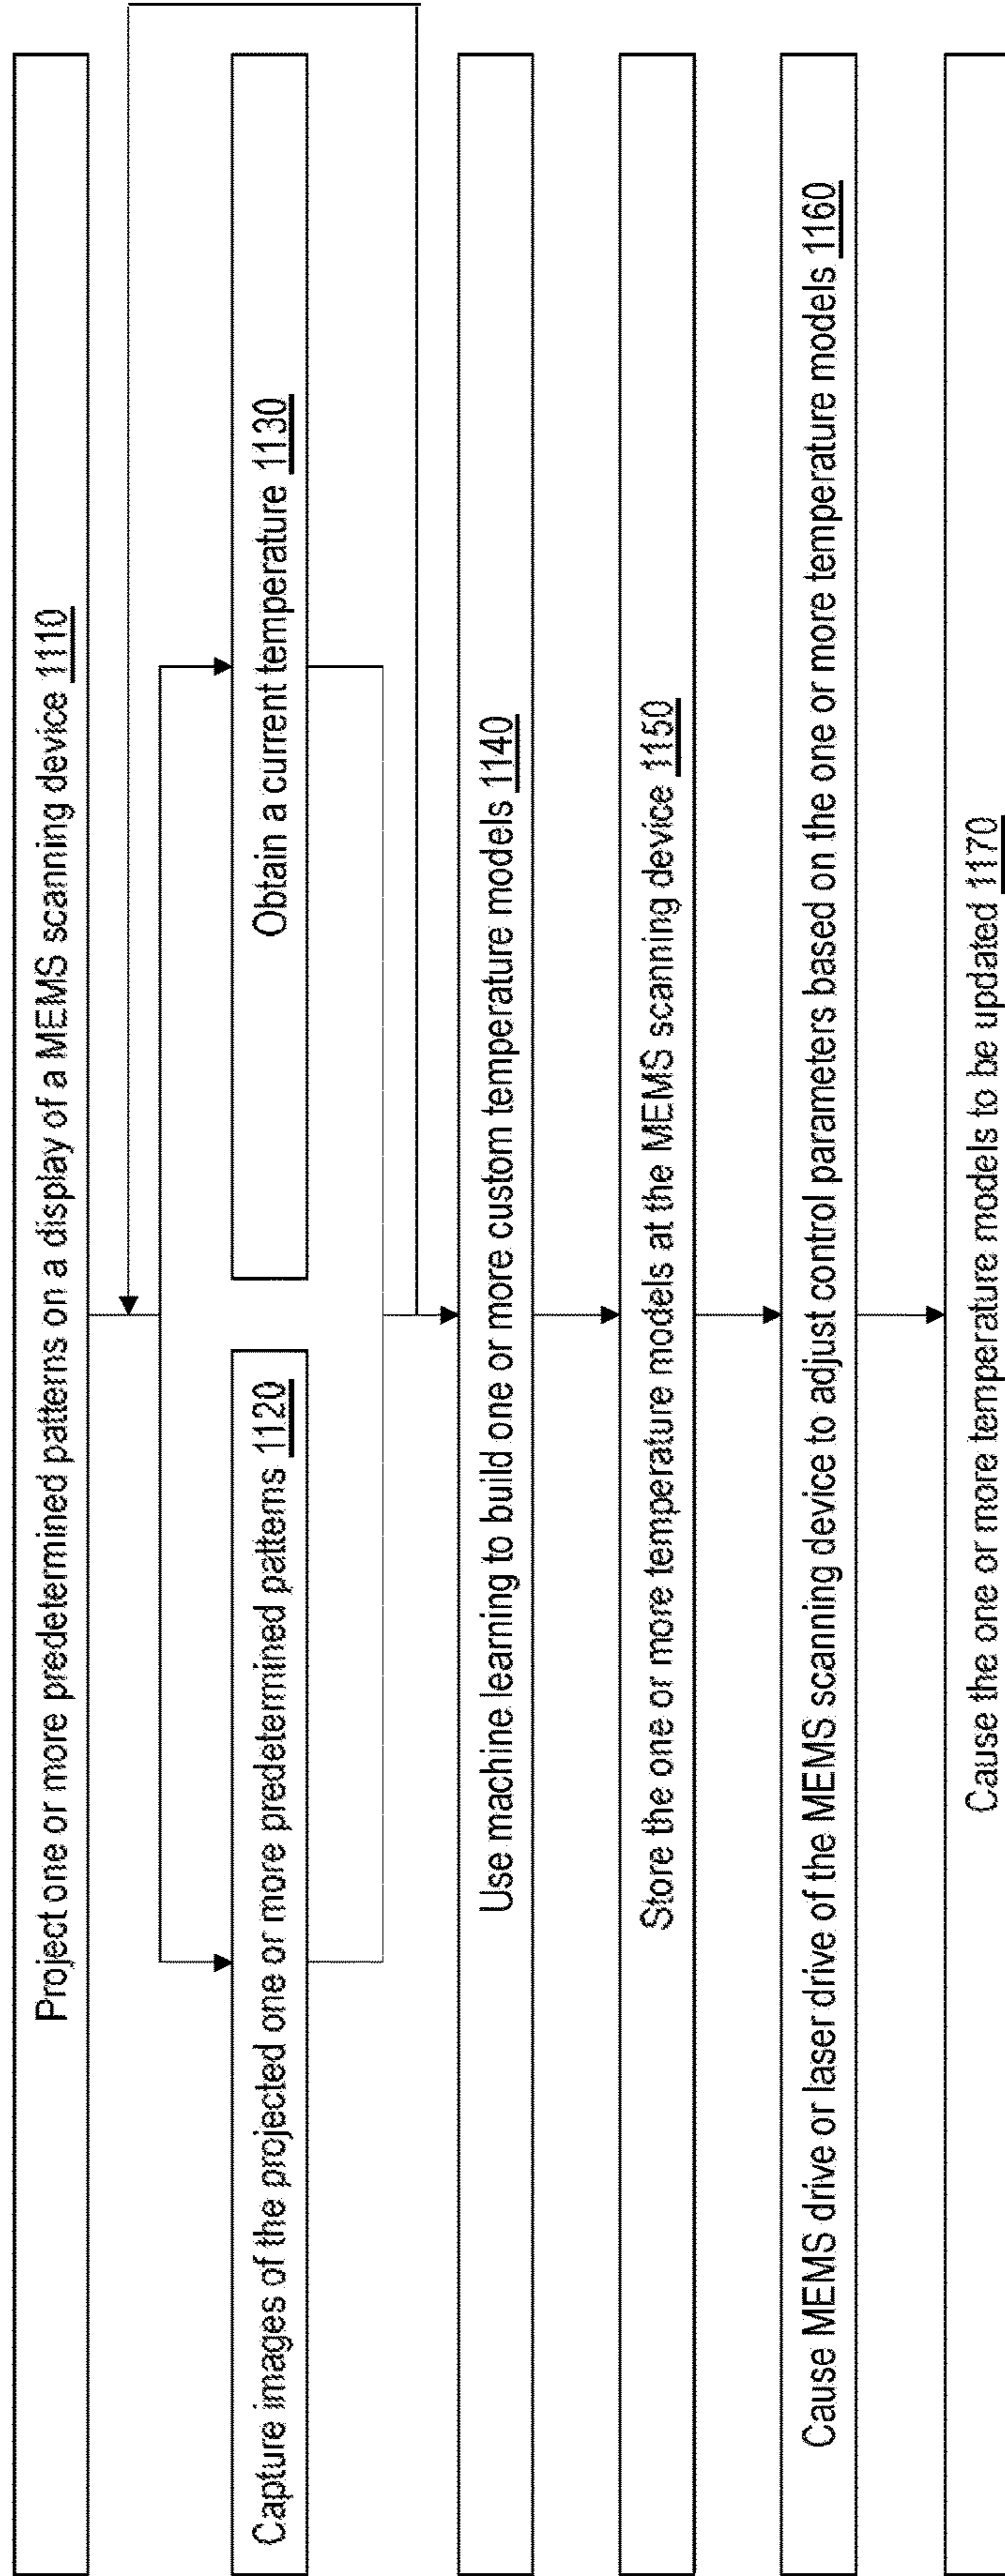 Project one or more predetermined patterns on a display of a MEMS scanning device 1110
Capture images of the projected one or more predetermined patterns 1120
Obtain a current temperature 1130
Use machine learning to build one or more custom temperature models 1140
Store the one or more temperature models at the MEMS scanning device 1150
Cause MEMS drive or laser drive of the MEMS scanning device to adjust control parameters based on the one or more temperature models 1160
Cause the one or more temperature models to be updated 1170